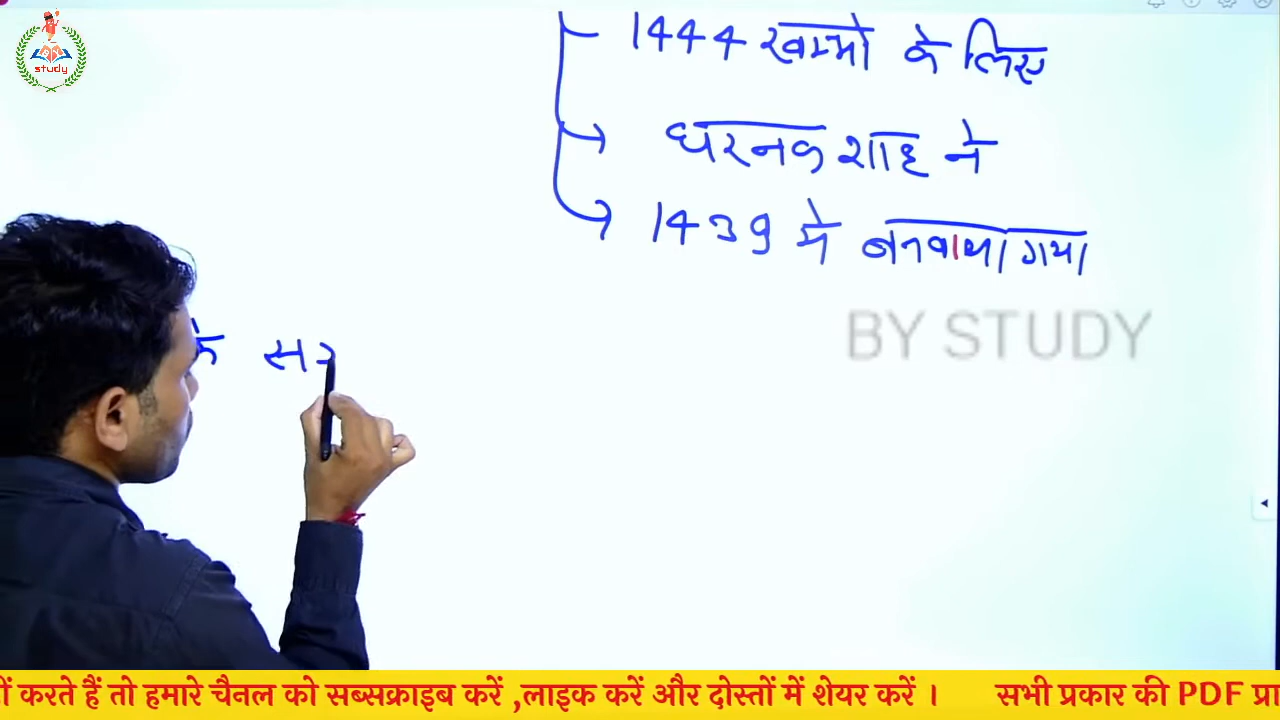 study
1444 खम्भो के लिए
धरनक शाह ने
1439 मे बनवाया गया
BY STUDY
के
करते हैं तो हमारे चैनल को सब्सक्राइब करें ,लाइक करें और दोस्तों में शेयर करें । सभी प्रकार की PDF प्रा